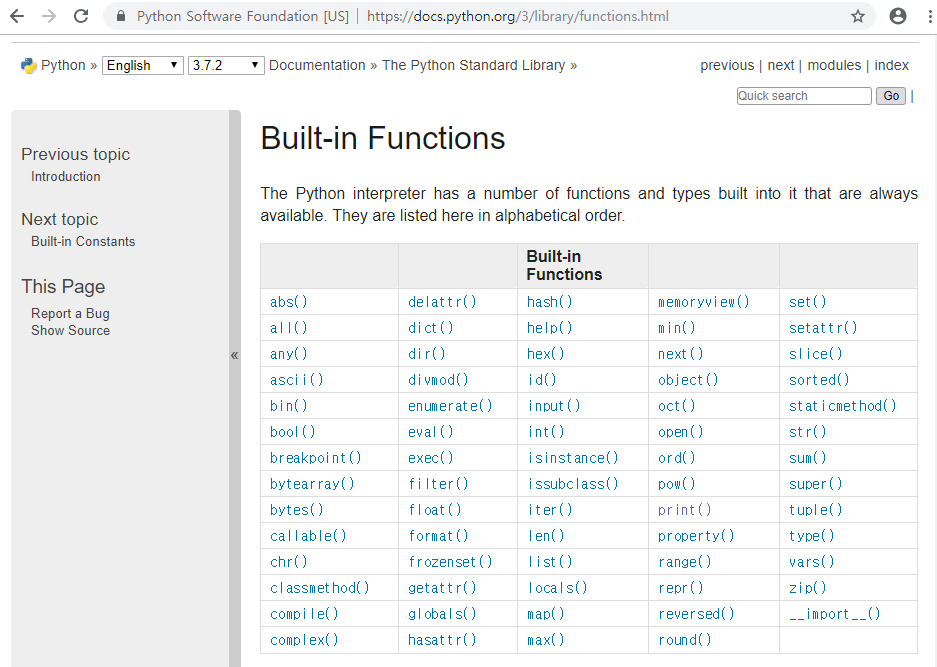 Python Software Foundation [US] | https://docs.python.org/3/library/functions.html
Python » English 3.7.2 Documentation » The Python Standard Library » previous | next | modules | index
Quick search Go |
Previous topic
Introduction
Next topic
Built-in Constants
This Page
Report a Bug
Show Source
«
Built-in Functions
The Python interpreter has a number of functions and types built into it that are always
available. They are listed here in alphabetical order.
Built-in
Functions
abs() delattr() hash() memoryview() set()
all() dict() help() min() setattr()
any() dir() hex() next() slice()
ascii() divmod() id() object() sorted()
bin() enumerate() input() oct() staticmethod()
bool() eval() int() open() str()
breakpoint() exec() isinstance() ord() sum()
bytearray() filter() issubclass() pow() super()
bytes() float() iter() print() tuple()
callable() format() len() property() type()
chr() frozenset() list() range() vars()
classmethod() getattr() locals() repr() zip()
compile() globals() map() reversed() __import__()
complex() hasattr() max() round()